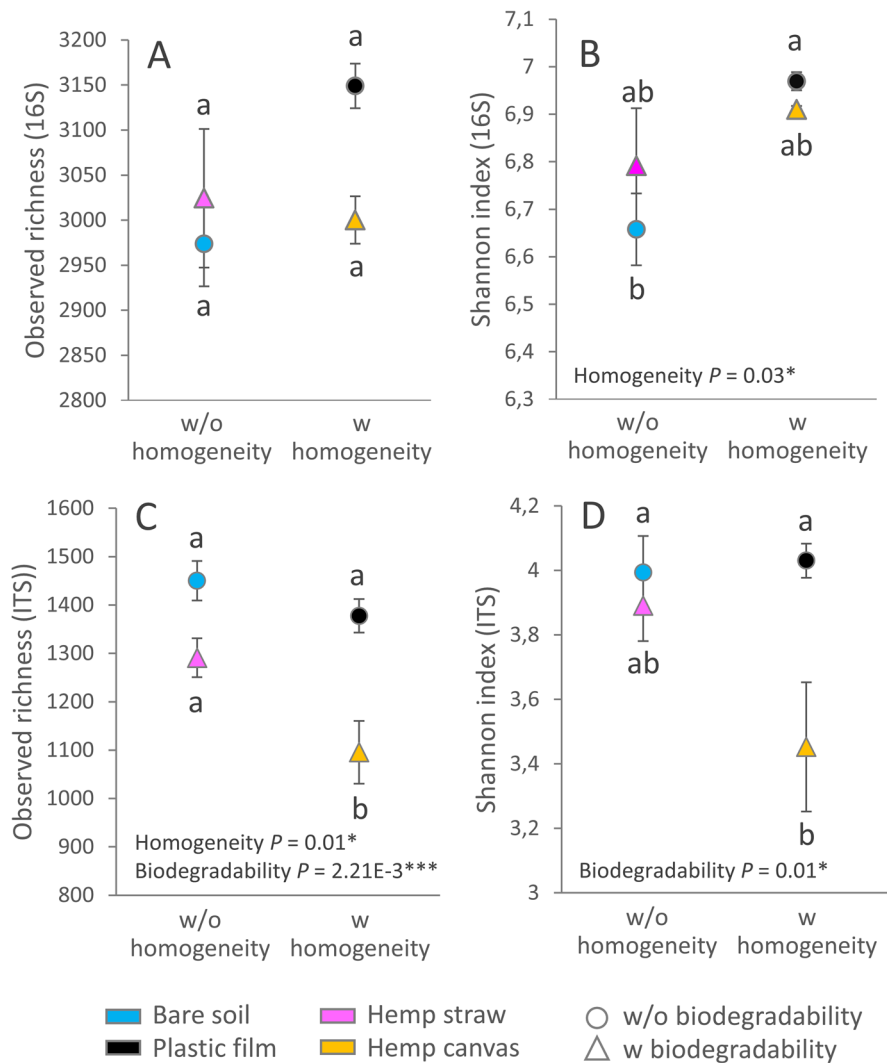 A
Observed richness (16S)
3200
3150
3100
3050
3000
2950
2900
2850
2800
a
a
a
a
w/o
homogeneity
w
homogeneity
B
Shannon index (16S)
7,1
7
6,9
6,8
6,7
6,6
6,5
6,4
6,3
ab
b
a
ab
Homogeneity P = 0.03*
w/o
homogeneity
w
homogeneity
C
Observed richness (ITS))
1600
1500
1400
1300
1200
1100
1000
900
800
a
a
a
b
Homogeneity P = 0.01*
Biodegradability P = 2.21E-3***
w/o
homogeneity
w
homogeneity
D
Shannon index (ITS)
4,2
4
3,8
3,6
3,4
3,2
3
a
ab
a
b
Biodegradability P = 0.01*
w/o
homogeneity
w
homogeneity
Bare soil
Hemp straw
w/o biodegradability
Plastic film
Hemp canvas
w biodegradability